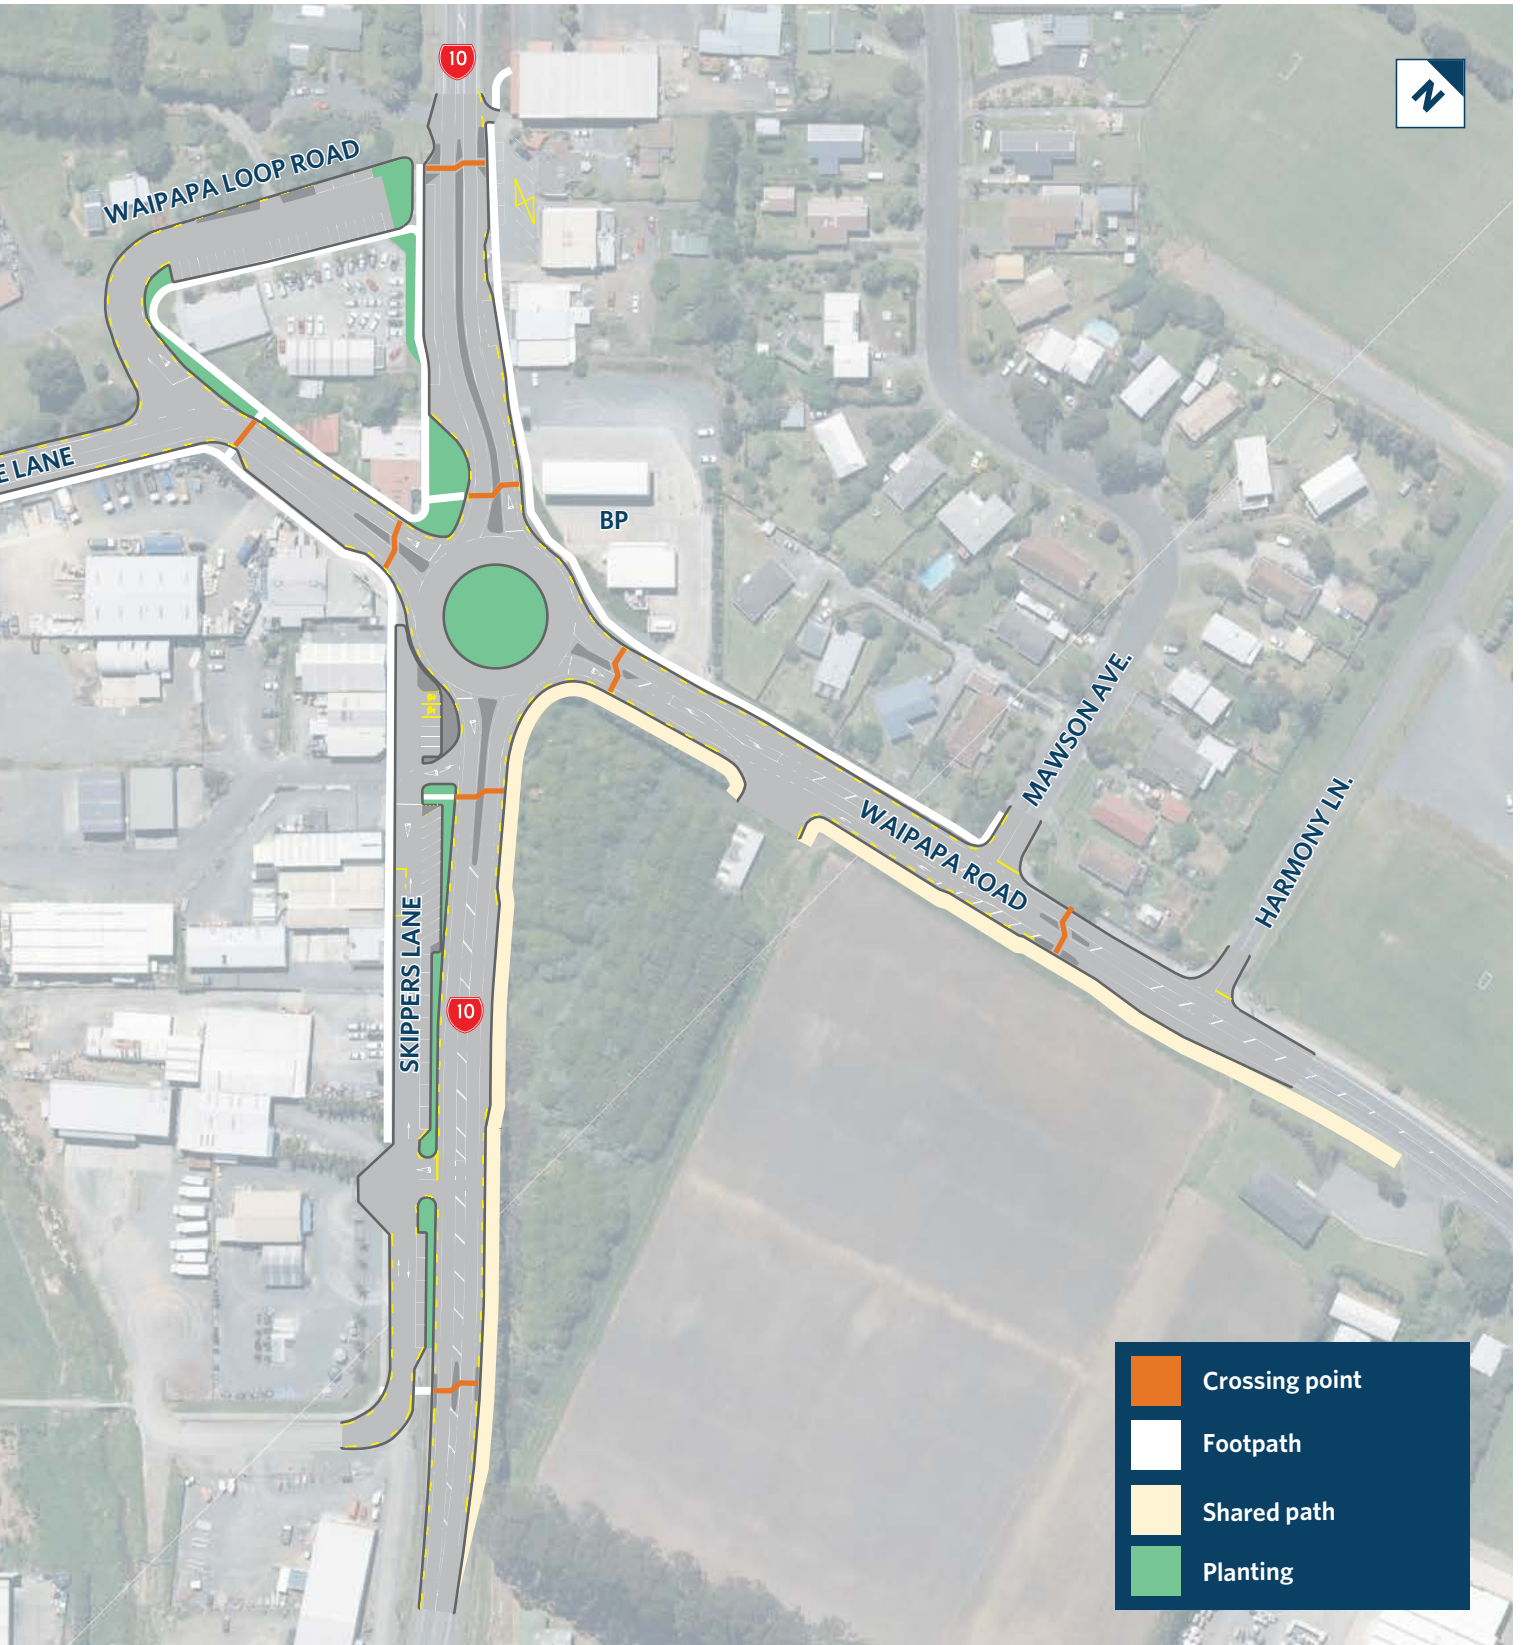 10
N
WAIPAPA LOOP ROAD
E LANE
BP
MAWSON AVE.
WAIPAPA ROAD
HARMONY LN.
SKIPPERS LANE
10
Crossing point
Footpath
Shared path
Planting